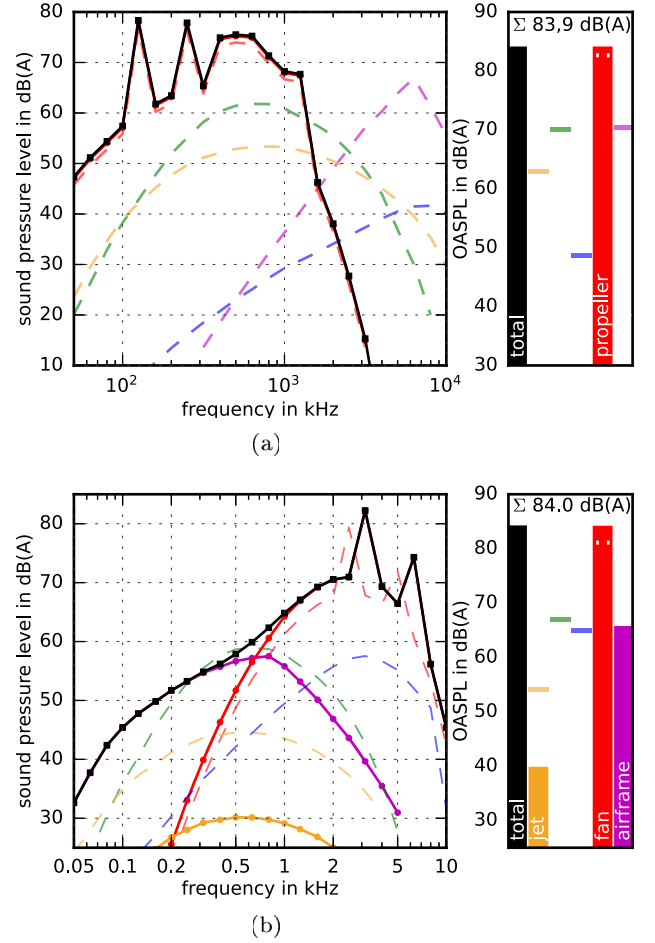 80
70
60
50
40
30
20
10
sound pressure level in dB(A)
10² 10³ 10⁴
frequency in kHz
90
80
70
60
50
40
30
OASPL in dB(A)
Σ 83,9 dB(A)
total
propeller
(a)
80
70
60
50
40
30
sound pressure level in dB(A)
0.05 0.1 0.2 0.5 1 2 5 10
frequency in kHz
90
80
70
60
50
40
30
OASPL in dB(A)
Σ 84.0 dB(A)
total
jet
fan
airframe
(b)